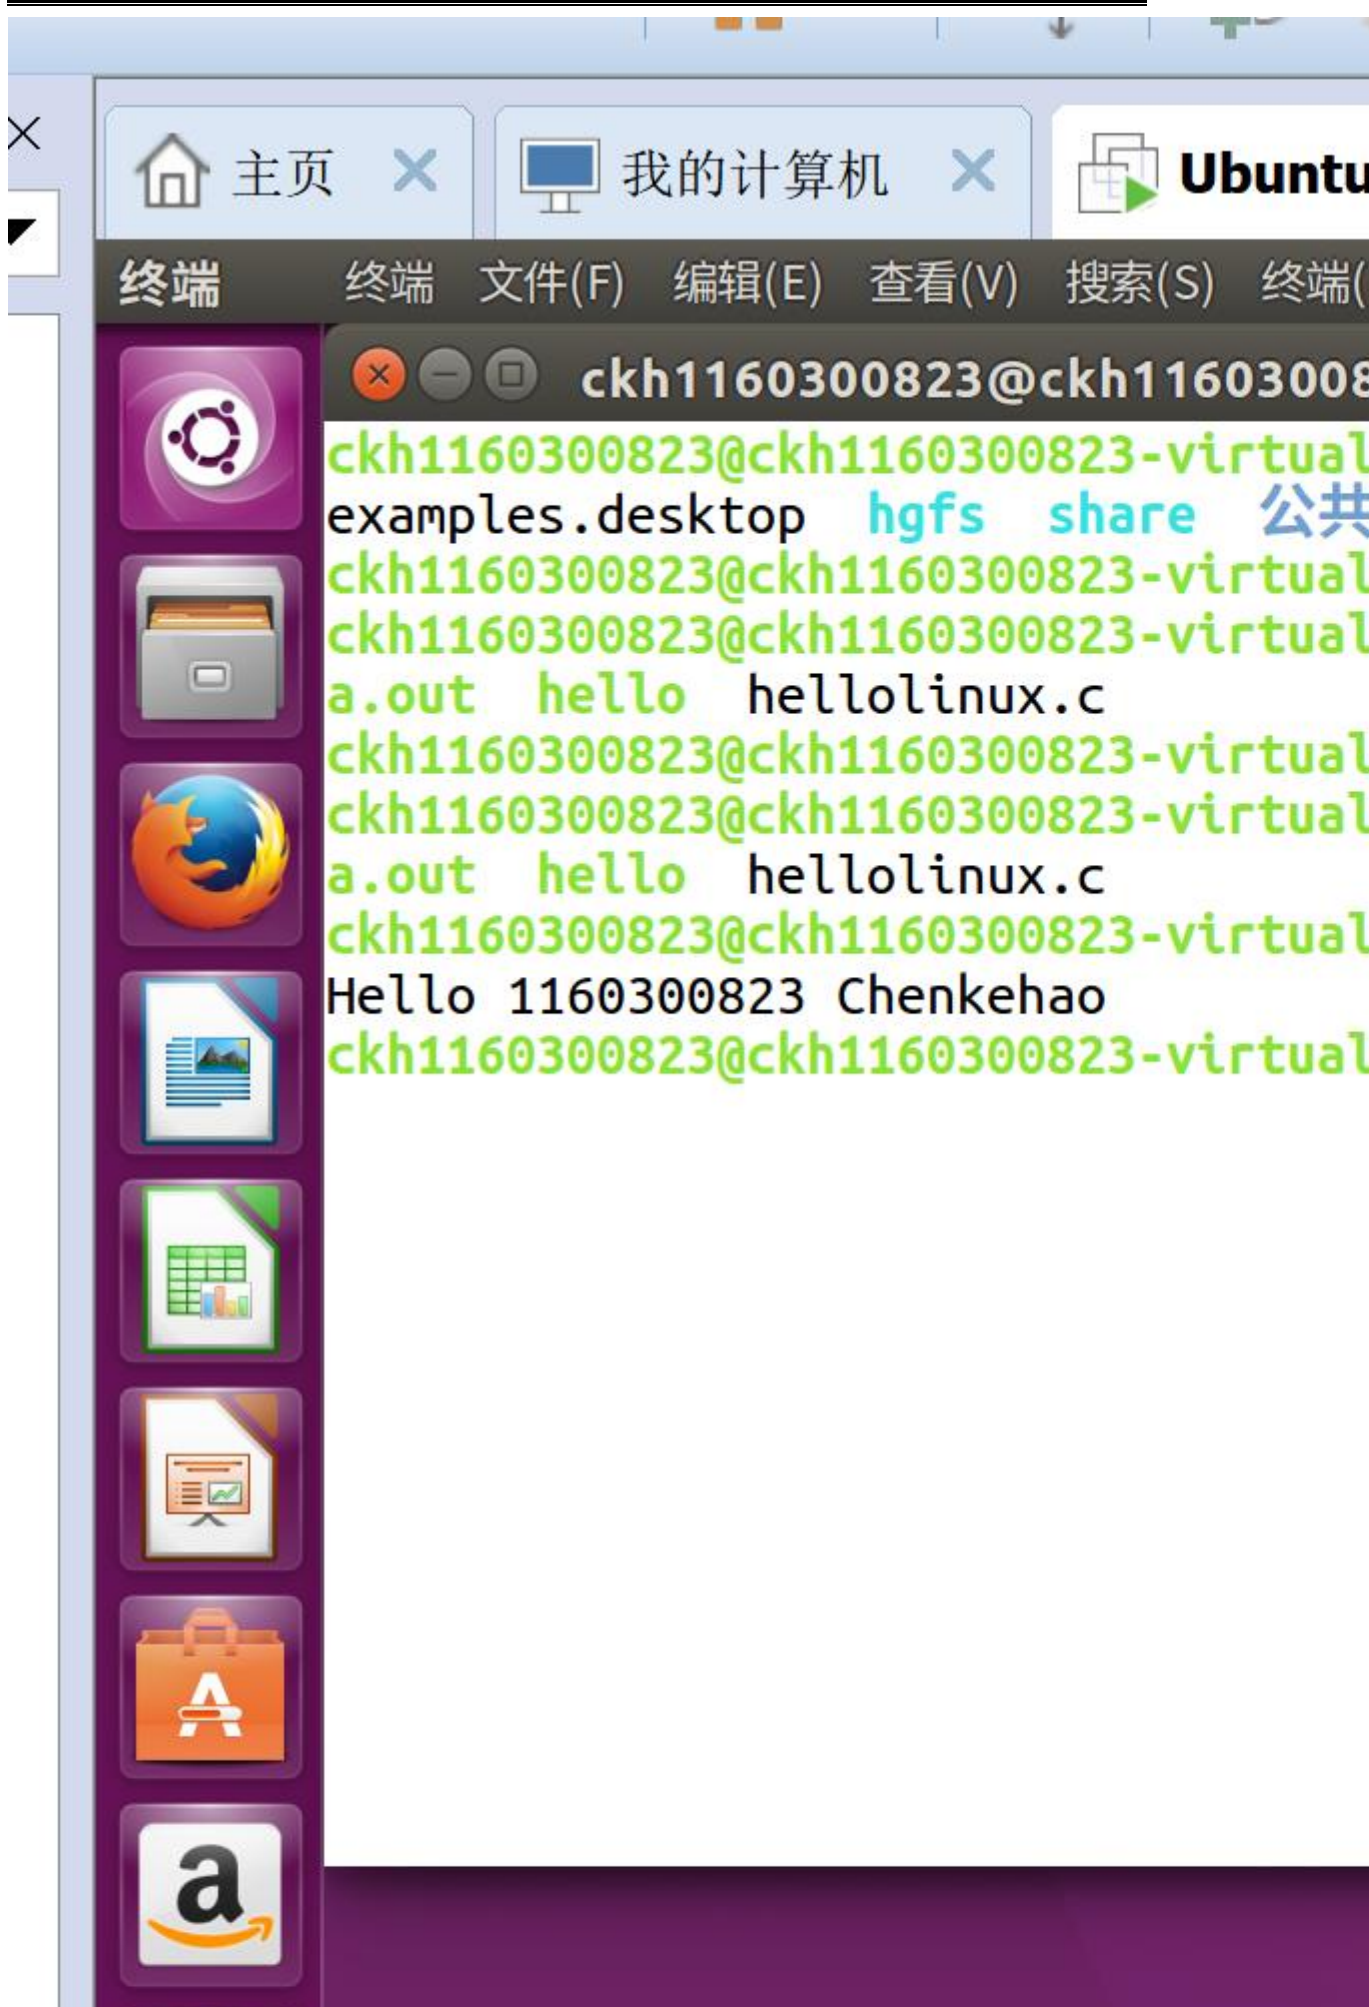 主页 我的计算机 Ubuntu
终端 终端 文件(F) 编辑(E) 查看(V) 搜索(S) 终端(
ckh1160300823@ckh11603008
ckh1160300823@ckh1160300823-virtual
examples.desktop hgfs share 公共
ckh1160300823@ckh1160300823-virtual
ckh1160300823@ckh1160300823-virtual
a.out hello hellolinux.c
ckh1160300823@ckh1160300823-virtual
ckh1160300823@ckh1160300823-virtual
a.out hello hellolinux.c
ckh1160300823@ckh1160300823-virtual
Hello 1160300823 Chenkehao
ckh1160300823@ckh1160300823-virtual